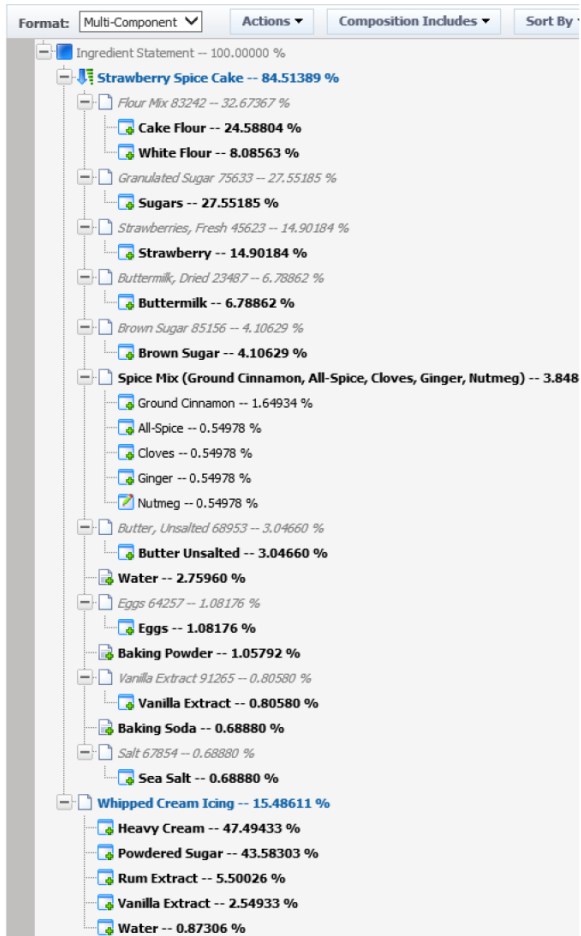 Format: Multi-Component Actions Composition Includes Sort By
Ingredient Statement -- 100.00000 %
Strawberry Spice Cake -- 84.51389 %
Flour Mix 83242 -- 32.67367 %
Cake Flour -- 24.58804 %
White Flour -- 8.08563 %
Granulated Sugar 75633 -- 27.55185 %
Sugars -- 27.55185 %
Strawberries, Fresh 45623 -- 14.90184 %
Strawberry -- 14.90184 %
Buttermilk, Dried 23487 -- 6.78862 %
Buttermilk -- 6.78862 %
Brown Sugar 85156 -- 4.10629 %
Brown Sugar -- 4.10629 %
Spice Mix (Ground Cinnamon, All-Spice, Cloves, Ginger, Nutmeg) -- 3.848
Ground Cinnamon -- 1.64934 %
All-Spice -- 0.54978 %
Cloves -- 0.54978 %
Ginger -- 0.54978 %
Nutmeg -- 0.54978 %
Butter, Unsalted 68953 -- 3.04660 %
Butter Unsalted -- 3.04660 %
Water -- 2.75960 %
Eggs 64257 -- 1.08176 %
Eggs -- 1.08176 %
Baking Powder -- 1.05792 %
Vanilla Extract 91265 -- 0.80580 %
Vanilla Extract -- 0.80580 %
Baking Soda -- 0.68880 %
Salt 67854 -- 0.68880 %
Sea Salt -- 0.68880 %
Whipped Cream Icing -- 15.48611 %
Heavy Cream -- 47.49433 %
Powdered Sugar -- 43.58303 %
Rum Extract -- 5.50026 %
Vanilla Extract -- 2.54933 %
Water -- 0.87306 %